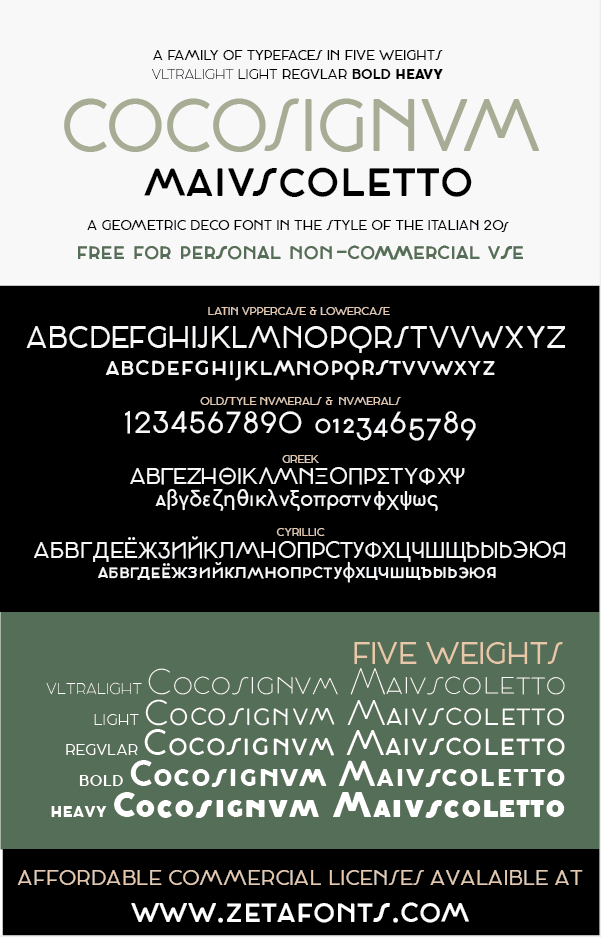 A FAMILY OF TYPEFACES IN FIVE WEIGHTS
VLTRALIGHT LIGHT REGVLAR BOLD HEAVY
COCOSIGNVM
MAIVSCOLETTO
A GEOMETRIC DECO FONT IN THE STYLE OF THE ITALIAN 20s
FREE FOR PERSONAL NON-COMMERCIAL VSE
LATIN VPPERCASE & LOWERCASE
ABCDEFGHIJKLMNOPQRSTVVWXYZ
ABCDEFGHIJKLMNOPQRSTVVWXYZ
OLDSTYLE NVMERALS & NVMERALS
1234567890 0123465789
GREEK
ΑΒΓΕΖΗΘΙΚΛΜΝΞΟΠΡΣΤΥΦΧΨ
αβγδεζηθικλνξοπρστνφχψως
CYRILLIC
АБВГДЕЁЖЗИЙКЛМНОПРСТУФХЦЧШЩЪЫЬЭЮЯ
АБВГДЕЁЖЗИЙКЛМНОПРСТУФХЦЧШЩЪЫЬЭЮЯ
FIVE WEIGHTS
VLTRALIGHT COCOSIGNVM MAIVSCOLETTO
LIGHT COCOSIGNVM MAIVSCOLETTO
REGVLAR COCOSIGNVM MAIVSCOLETTO
BOLD COCOSIGNVM MAIVSCOLETTO
HEAVY COCOSIGNVM MAIVSCOLETTO
AFFORDABLE COMMERCIAL LICENSES AVALAIBLE AT
WWW.ZETAFONTS.COM